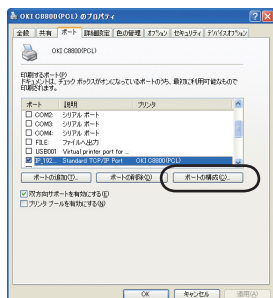 OKI C8800(PCL) のプロパティ
全般 共有 ポート 詳細設定 色の管理 オプション セキュリティ デバイスオプション
OKI C8800(PCL)
印刷するポート(P)
ドキュメントは、チェック ボックスがオンになっているポートのうち、最初に利用可能なもので
印刷されます。
ポート 説明 プリンタ
COM2: シリアル ポート
COM3: シリアル ポート
COM4: シリアル ポート
FILE: ファイルへ出力
USB001 Virtual printer port for ...
IP_192... Standard TCP/IP Port OKI C8800(PCL)
ポートの追加(T)... ポートの削除(D) ポートの構成(C)...
双方向サポートを有効にする(E)
プリンタ プールを有効にする(N)
OK キャンセル 適用(A)